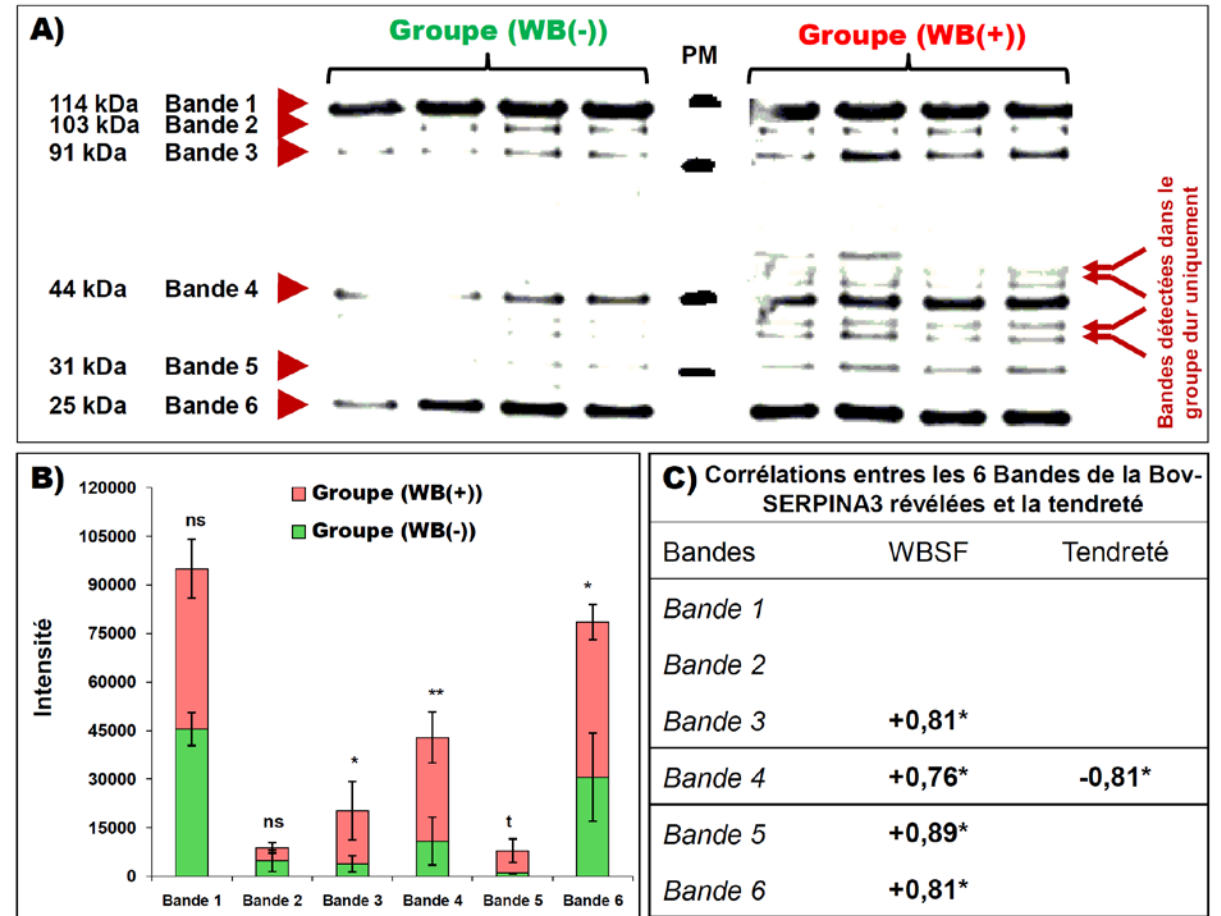 A)
Groupe (WB(-))
PM
Groupe (WB(+))
114 kDa Bande 1
103 kDa Bande 2
91 kDa Bande 3
44 kDa Bande 4
31 kDa Bande 5
25 kDa Bande 6
Bandes détectées dans le
groupe dur uniquement
B)
Intensité
120000
105000
90000
75000
60000
45000
30000
15000
0
Groupe (WB(+))
Groupe (WB(-))
ns
ns
*
**
t
*
Bande 1 Bande 2 Bande 3 Bande 4 Bande 5 Bande 6
C) Corrélations entres les 6 Bandes de la Bov-
SERPINA3 révélées et la tendreté
Bandes WBSF Tendreté
Bande 1
Bande 2
Bande 3 +0,81*
Bande 4 +0,76* -0,81*
Bande 5 +0,89*
Bande 6 +0,81*